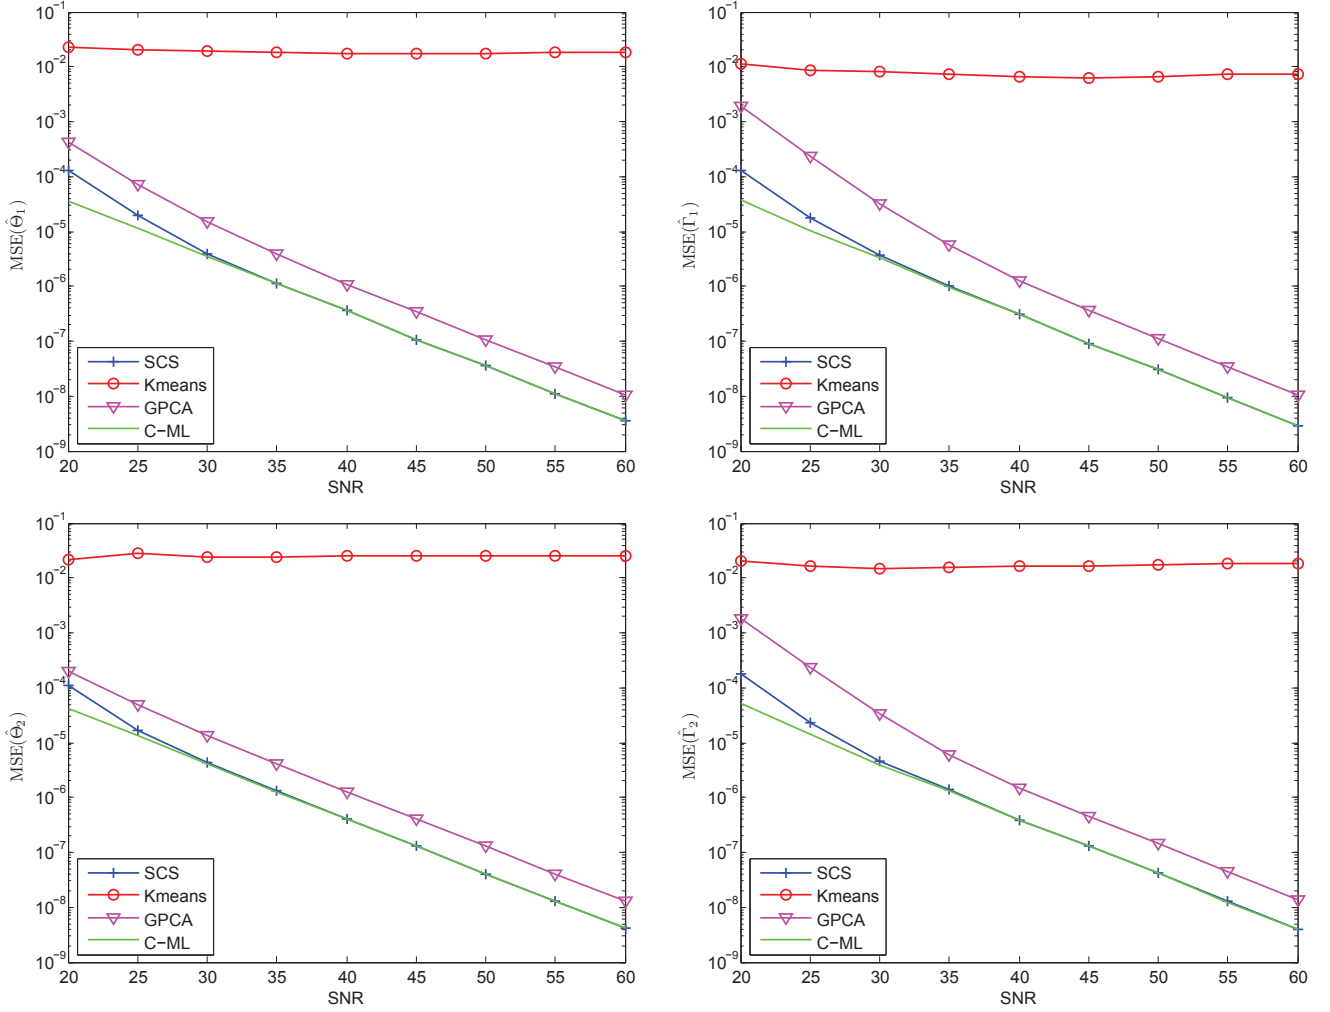 10⁻¹
10⁻²
10⁻³
10⁻⁴
10⁻⁵
10⁻⁶
10⁻⁷
10⁻⁸
10⁻⁹
MSE(Θ̂₁)
SCS
Kmeans
GPCA
C−ML
20 25 30 35 40 45 50 55 60
SNR
10⁻¹
10⁻²
10⁻³
10⁻⁴
10⁻⁵
10⁻⁶
10⁻⁷
10⁻⁸
10⁻⁹
MSE(Γ̂₁)
SCS
Kmeans
GPCA
C−ML
20 25 30 35 40 45 50 55 60
SNR
10⁻¹
10⁻²
10⁻³
10⁻⁴
10⁻⁵
10⁻⁶
10⁻⁷
10⁻⁸
10⁻⁹
MSE(Θ̂₂)
SCS
Kmeans
GPCA
C−ML
20 25 30 35 40 45 50 55 60
SNR
10⁻¹
10⁻²
10⁻³
10⁻⁴
10⁻⁵
10⁻⁶
10⁻⁷
10⁻⁸
10⁻⁹
MSE(Γ̂₂)
SCS
Kmeans
GPCA
C−ML
20 25 30 35 40 45 50 55 60
SNR